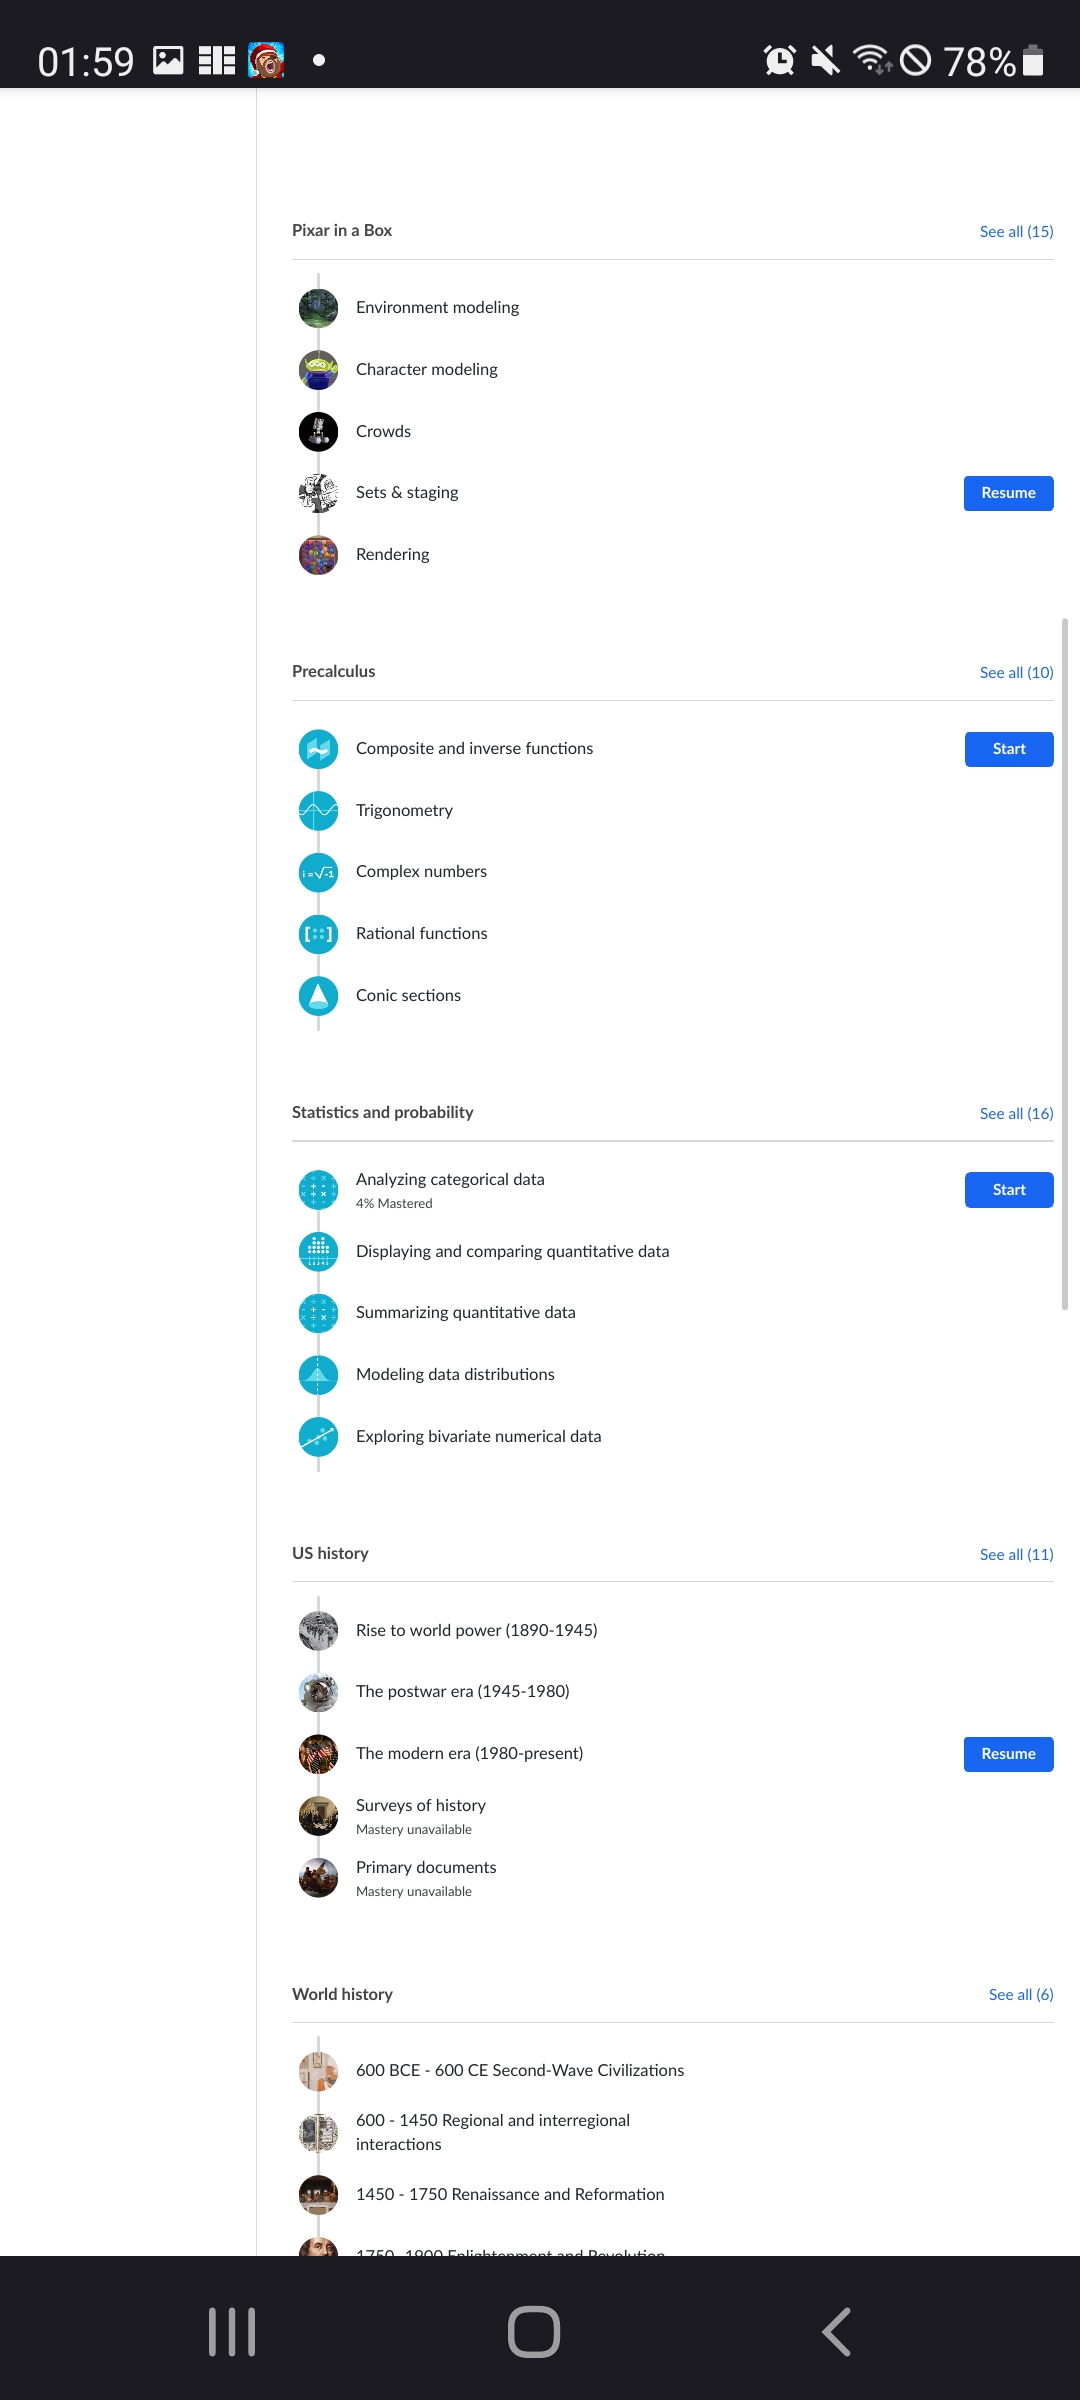 01:59
78%
Pixar in a Box
See all (15)
Environment modeling
Character modeling
Crowds
Sets & staging
Resume
Rendering
Precalculus
See all (10)
Composite and inverse functions
Start
Trigonometry
i=√-1
Complex numbers
Rational functions
Conic sections
Statistics and probability
See all (16)
Analyzing categorical data
4% Mastered
Start
Displaying and comparing quantitative data
Summarizing quantitative data
Modeling data distributions
Exploring bivariate numerical data
US history
See all (11)
Rise to world power (1890-1945)
The postwar era (1945-1980)
The modern era (1980-present)
Resume
Surveys of history
Mastery unavailable
Primary documents
Mastery unavailable
World history
See all (6)
600 BCE - 600 CE Second-Wave Civilizations
600 - 1450 Regional and interregional
interactions
1450 - 1750 Renaissance and Reformation
1750 - 1900 Enlightenment and Revolution